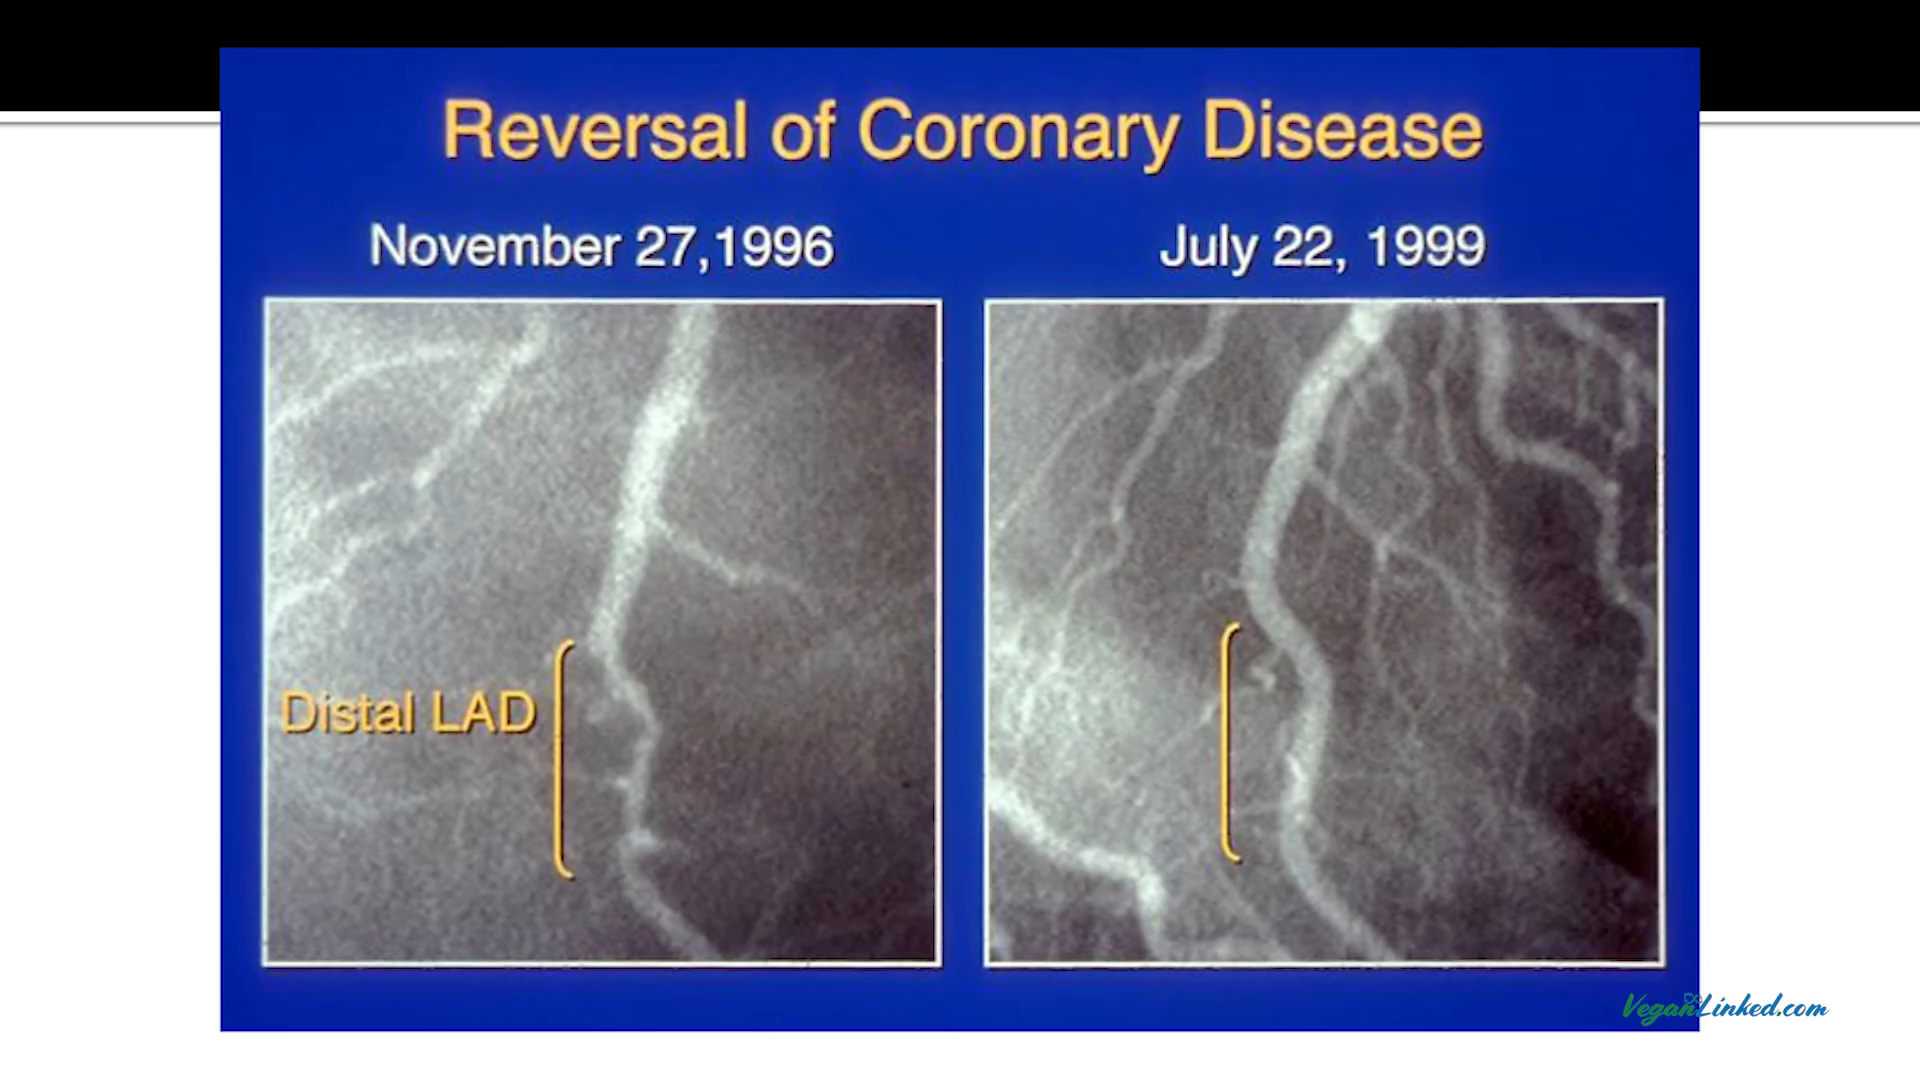 Reversal of Coronary Disease
November 27,1996
July 22, 1999
Distal LAD
VeganLinked.com